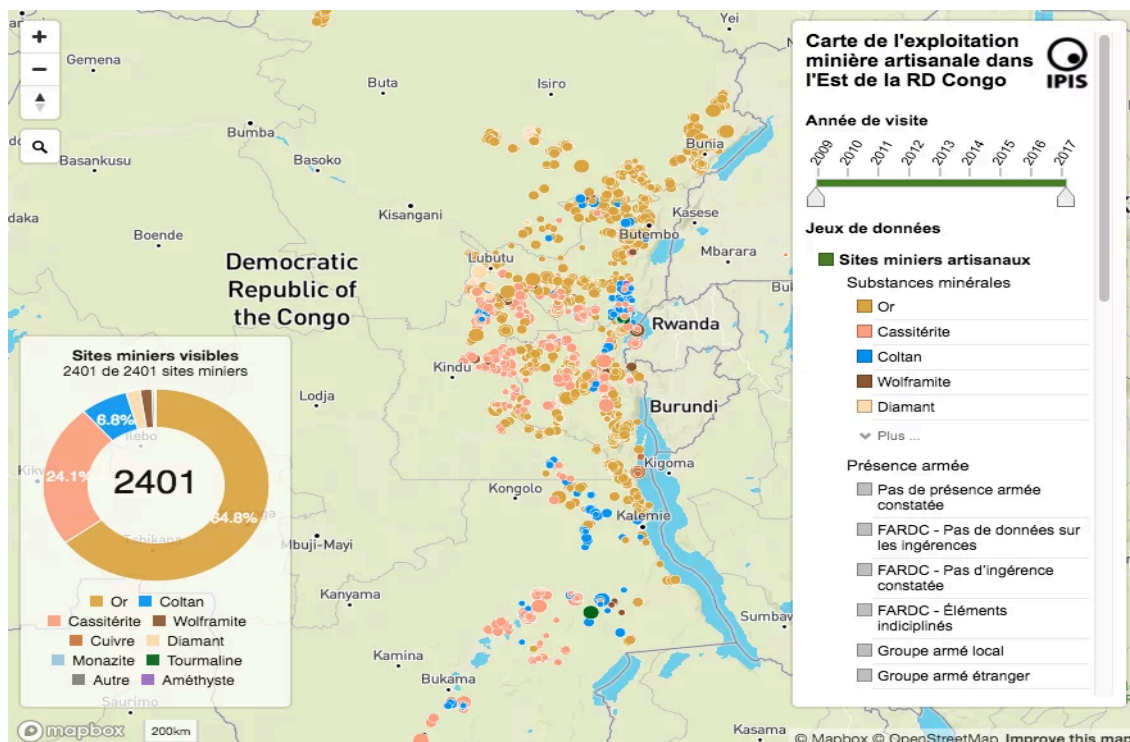 Carte de l'exploitation
minière artisanale dans
l'Est de la RD Congo
IPIS
Année de visite
2009
2010
2011
2012
2013
2014
2015
2016
2017
Jeux de données
Sites miniers artisanaux
Substances minérales
Or
Cassitérite
Coltan
Wolframite
Diamant
Plus ...
Présence armée
Pas de présence armée
constatée
FARDC - Pas de données sur
les ingérences
FARDC - Pas d'ingérence
constatée
FARDC - Éléments
indiciplinés
Groupe armé local
Groupe armé étranger
Yei
Gemena
Buta
Isiro
Bumba
Bunia
Basankusu
Basoko
Kisangani
Kasese
daka
Boende
Butembo
Mbarara
Democratic
Republic of
the Congo
Lubutu
Rwanda
Kindu
Lodja
Burundi
Kigoma
Kongolo
Kalemie
Mbuji-Mayi
Kanyama
Sumbaw
Kamina
Bukama
Kasama
Sites miniers visibles
2401 de 2401 sites miniers
6.8%
Ilebo
24.1%
2401
64.8%
Tshikapa
Or Coltan
Cassitérite Wolframite
Cuivre Diamant
Monazite Tourmaline
Autre Améthyste
Saurimo
mapbox
200km
© Mapbox © OpenStreetMap Improve this map